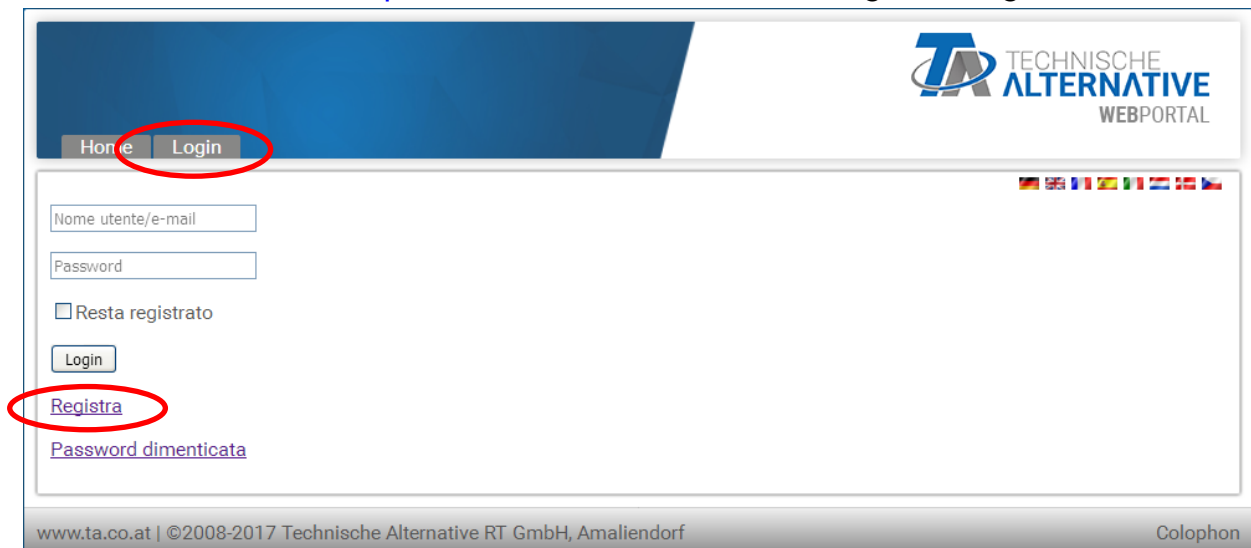 TECHNISCHE
ALTERNATIVE
WEBPORTAL
Home Login
Nome utente/e-mail
Password
Resta registrato
Login
Registra
Password dimenticata
www.ta.co.at | ©2008-2017 Technische Alternative RT GmbH, Amaliendorf Colophon